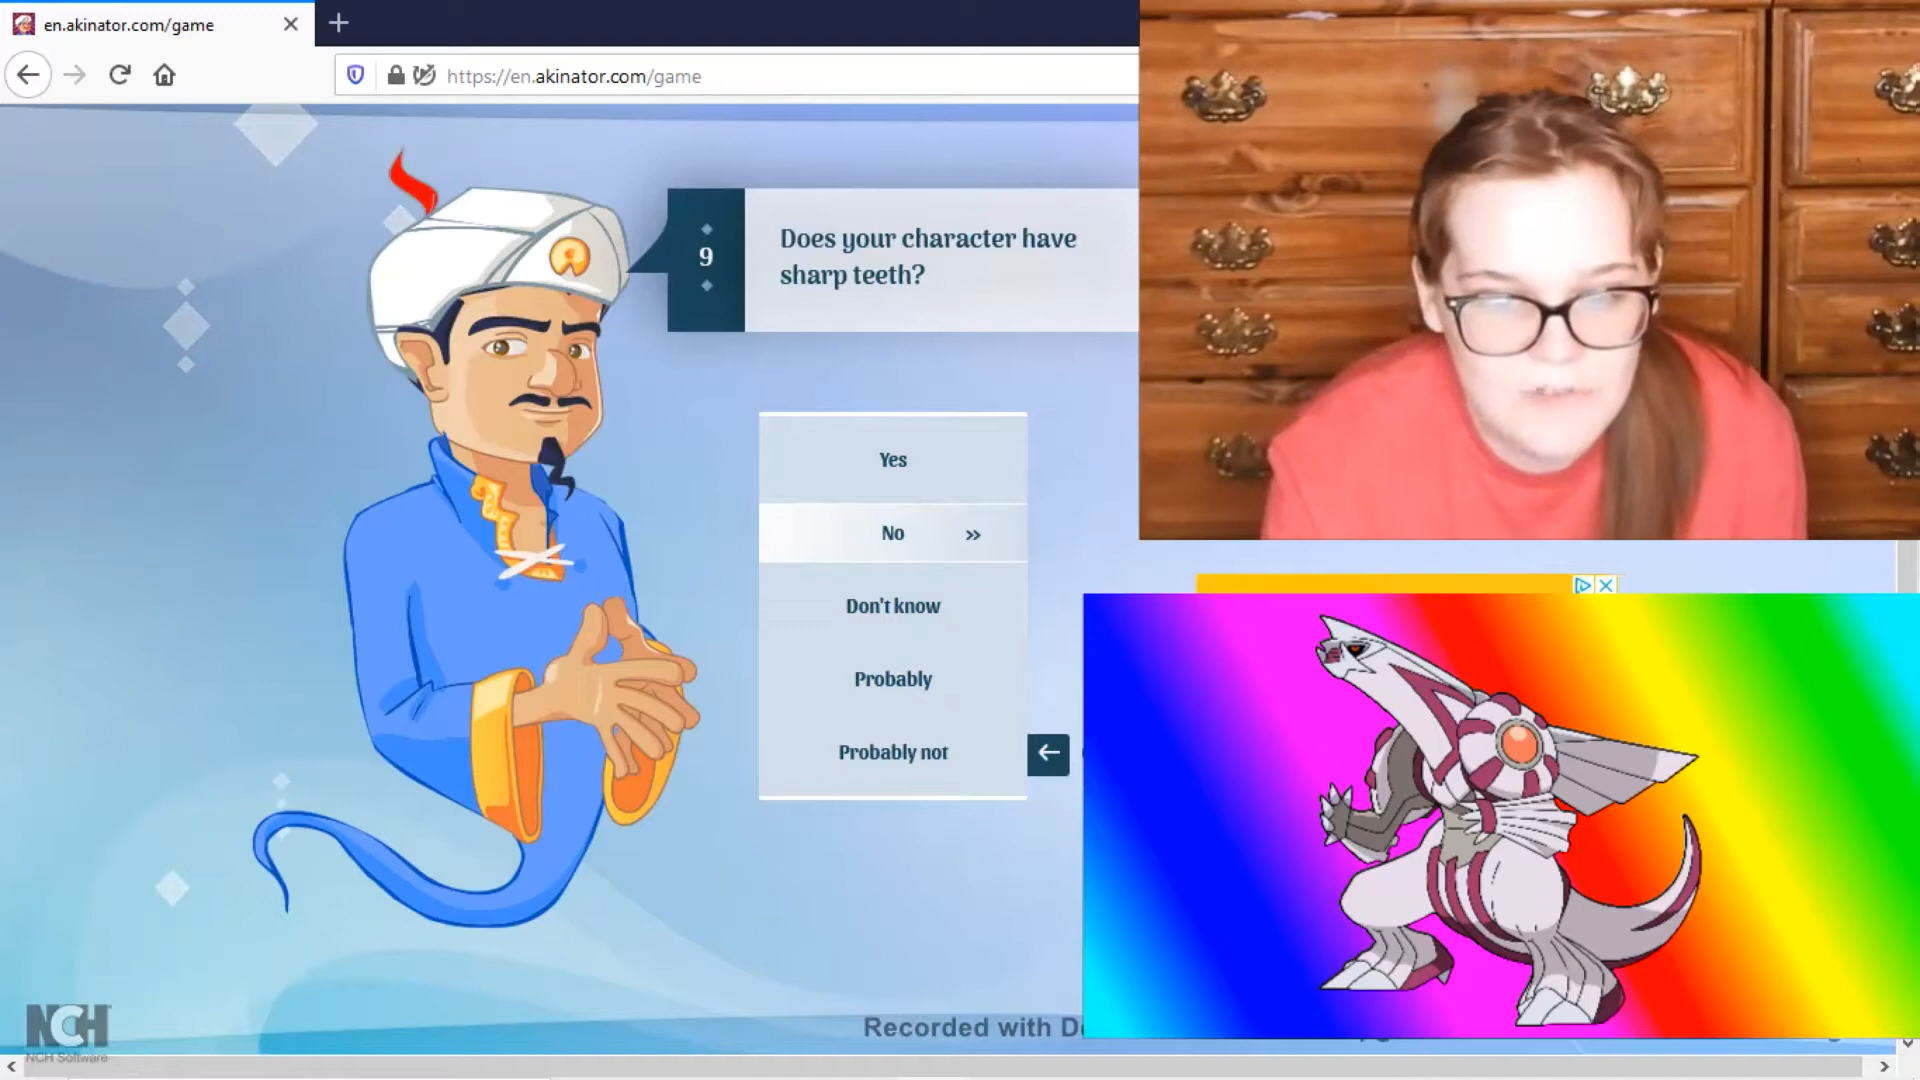 en.akinator.com/game
https://en.akinator.com/game
9
Does your character have
sharp teeth?
Yes
No
Don't know
Probably
Probably not
Recorded with
NCH
NCH Software